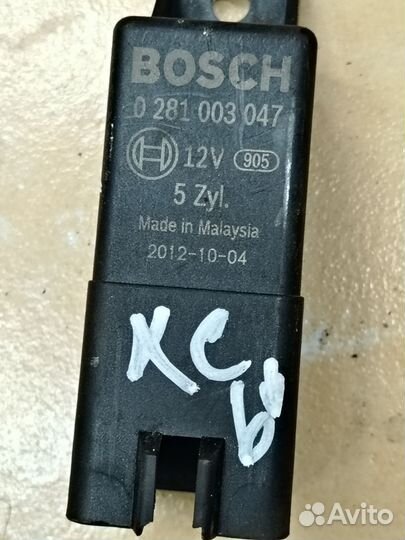 BOSCH
0 281 003 047
12V 905
5 Zyl.
Made in Malaysia
2012-10-04
XC
Avito